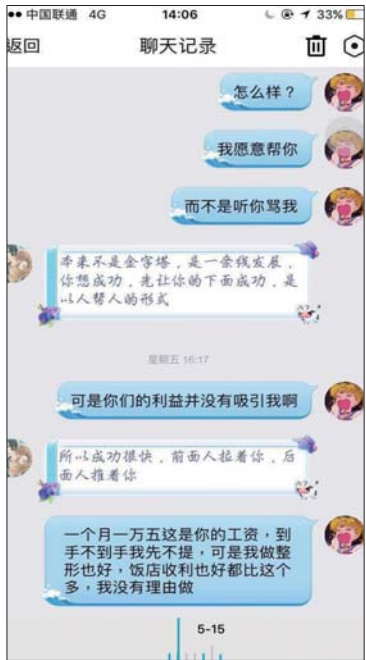 中国联通 4G 14:06 33%
返回 聊天记录
怎么样？
我愿意帮你
而不是听你骂我
本来不是金字塔，是一条线发展，
你想成功，先让你的下面成功，是
以人帮人的形式
星期五 16:17
可是你们的利益并没有吸引我啊
所以成功很快，前面人拉着你，后
面人推着你
一个月一万五这是你的工资，到
手不到手我先不提，可是我做整
形也好，饭店收利也好都比这个
多，我没有理由做
5-15